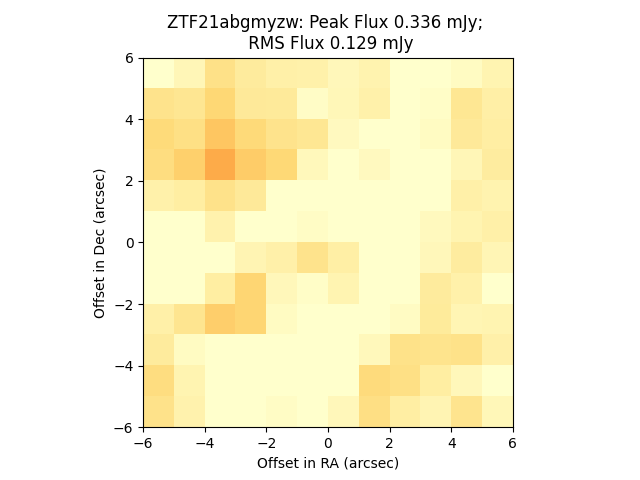 ZTF21abgmyzw: Peak Flux 0.336 mJy;
RMS Flux 0.129 mJy
6
4
2
0
−2
−4
−6
Offset in Dec (arcsec)
−6 −4 −2 0 2 4 6
Offset in RA (arcsec)